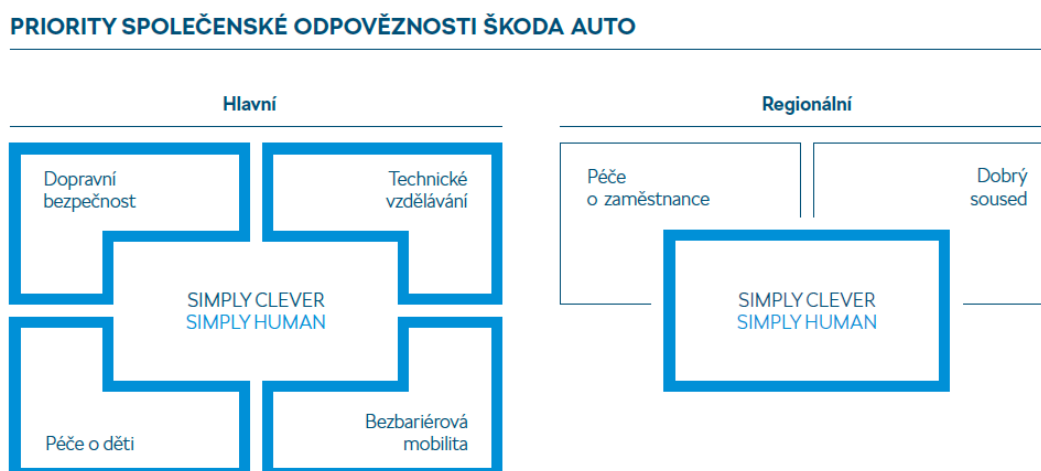 PRIORITY SPOLEČENSKÉ ODPOVĚZNOSTI ŠKODA AUTO
Hlavní
Dopravní
bezpečnost
Technické
vzdělávání
SIMPLY CLEVER
SIMPLY HUMAN
Péče o děti
Bezbariérová
mobilita
Regionální
Péče
o zaměstnance
Dobrý
soused
SIMPLY CLEVER
SIMPLY HUMAN